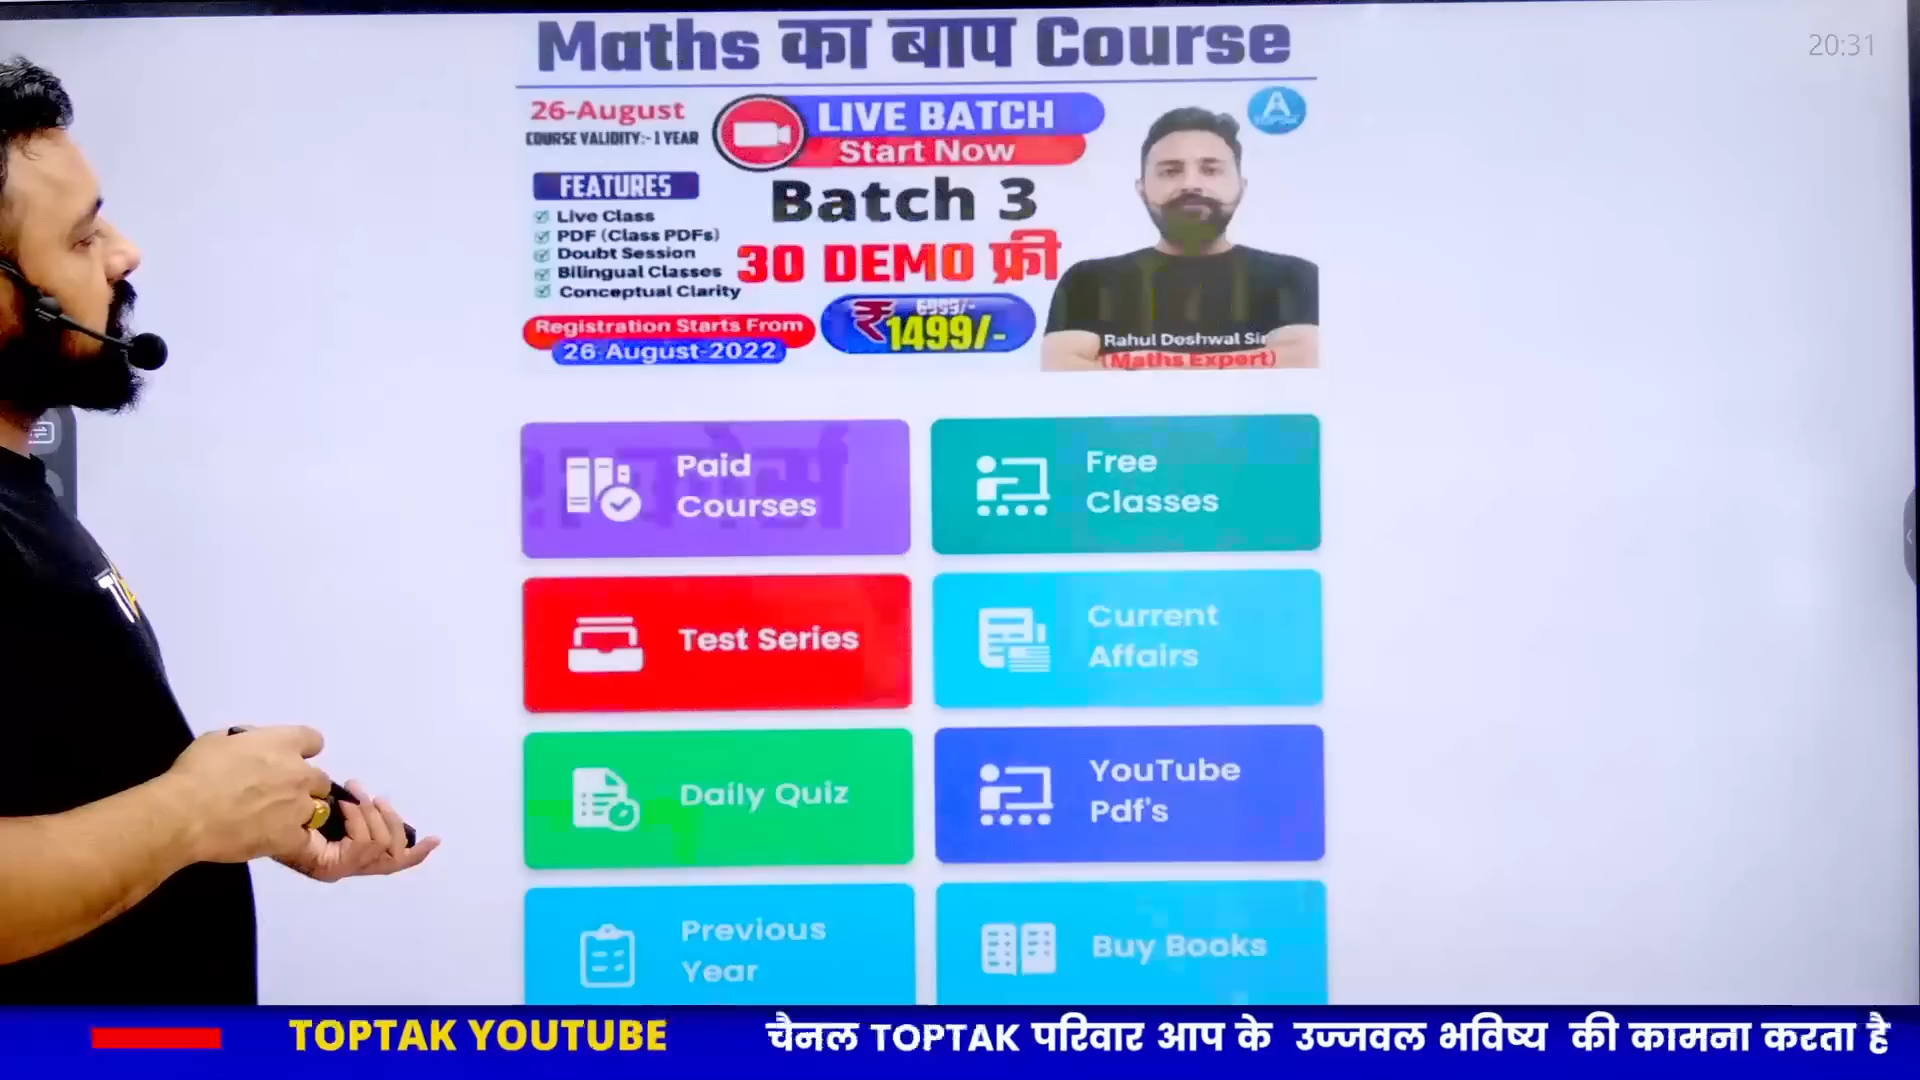 Maths का बाप Course
20:31
26-August
COURSE VALIDITY:- 1 YEAR
LIVE BATCH
Start Now
FEATURES
Live Class
PDF (Class PDFs)
Doubt Session
Bilingual Classes
Conceptual Clarity
Batch 3
30 DEMO फ्री
Registration Starts From
26 August-2022
₹ 6999/-
1499/-
Rahul Deshwal Sir
(Maths Expert)
Paid
Courses
Free
Classes
Test Series
Current
Affairs
Daily Quiz
YouTube
Pdf's
Previous
Year
Buy Books
TOPTAK YOUTUBE
चैनल TOPTAK परिवार आप के उज्जवल भविष्य की कामना करता है